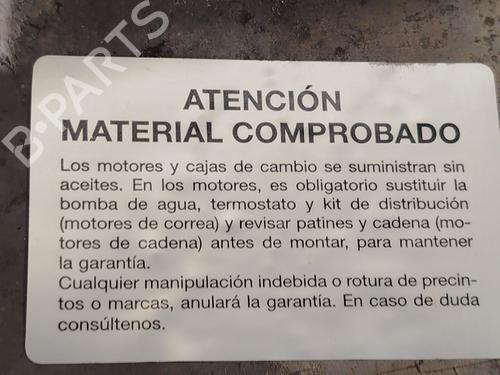 B-PARTS
ATENCIÓN
MATERIAL COMPROBADO
Los motores y cajas de cambio se suministran sin
aceites. En los motores, es obligatorio sustituir la
bomba de agua, termostato y kit de distribución
(motores de correa) y revisar patines y cadena (mo-
tores de cadena) antes de montar, para mantener
la garantía.
Cualquier manipulación indebida o rotura de precin-
tos o marcas, anulará la garantía. En caso de duda
consúltenos.